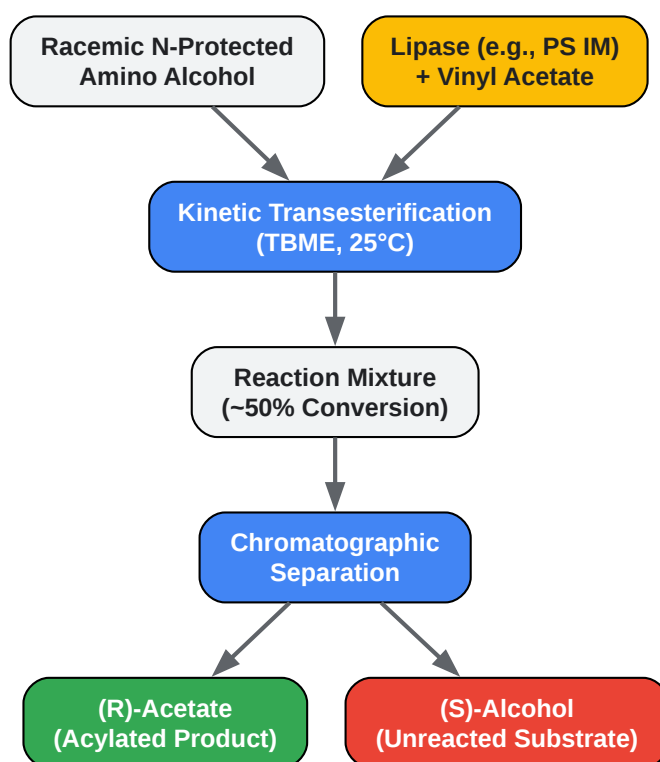 Racemic N-Protected
Amino Alcohol
Lipase (e.g., PS IM)
+ Vinyl Acetate
Kinetic Transesterification
(TBME, 25°C)
Reaction Mixture
(~50% Conversion)
Chromatographic
Separation
(R)-Acetate
(Acylated Product)
(S)-Alcohol
(Unreacted Substrate)